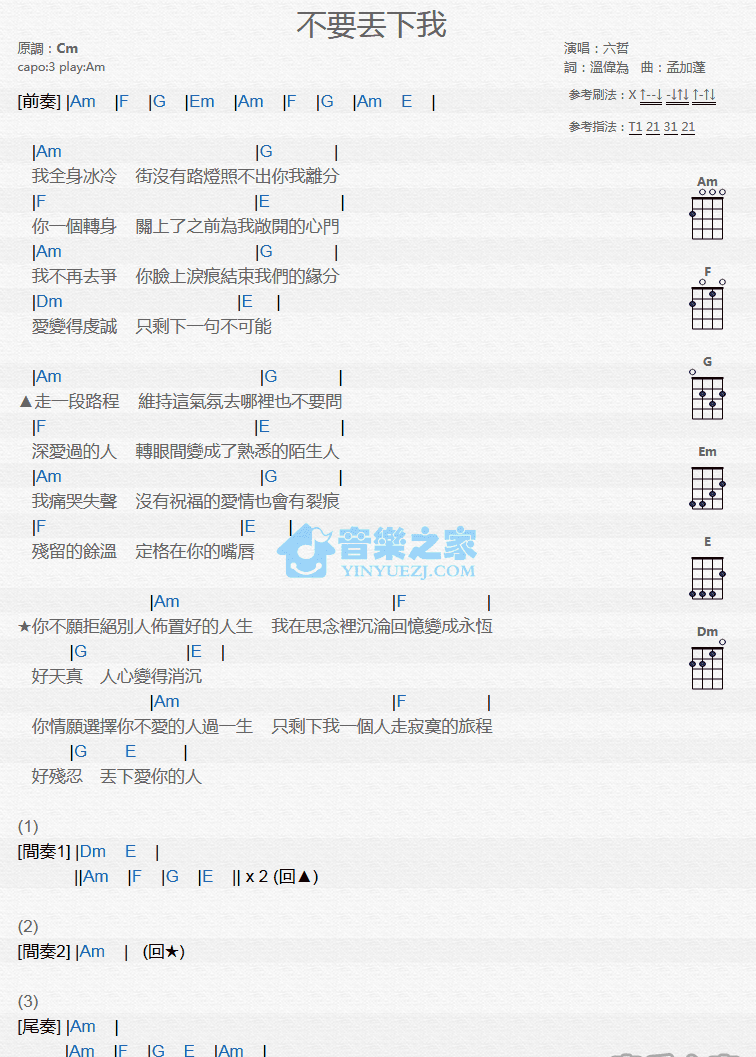 不要丟下我
原調：Cm
capo:3 play:Am
演唱：六哲
詞：溫偉為　曲：孟加蓬
參考刷法：X ↑--↓ -↓↑↓ ↑-↑↓
參考指法：T1 21 31 21
[前奏] |Am |F |G |Em |Am |F |G |Am E |
|Am |G |
我全身冰冷　街沒有路燈照不出你我離分
|F |E |
你一個轉身　關上了之前為我敞開的心門
|Am |G |
我不再去爭　你臉上淚痕結束我們的緣分
|Dm |E |
愛變得虔誠　只剩下一句不可能
|Am |G |
▲走一段路程　維持這氣氛去哪裡也不要問
|F |E |
深愛過的人　轉眼間變成了熟悉的陌生人
|Am |G |
我痛哭失聲　沒有祝福的愛情也會有裂痕
|F |E |
殘留的餘溫　定格在你的嘴唇
|Am |F |
★你不願拒絕別人佈置好的人生　我在思念裡沉淪回憶變成永恆
|G |E |
好天真　人心變得消沉
|Am |F |
你情願選擇你不愛的人過一生　只剩下我一個人走寂寞的旅程
|G E |
好殘忍　丟下愛你的人
(1)
[間奏1] |Dm E |
||Am |F |G |E || x 2 (回▲)
(2)
[間奏2] |Am | (回★)
(3)
[尾奏] |Am |
|Am |F |G E |Am |
Am
F
G
Em
E
Dm
音樂之家
YINYUEZJ.COM